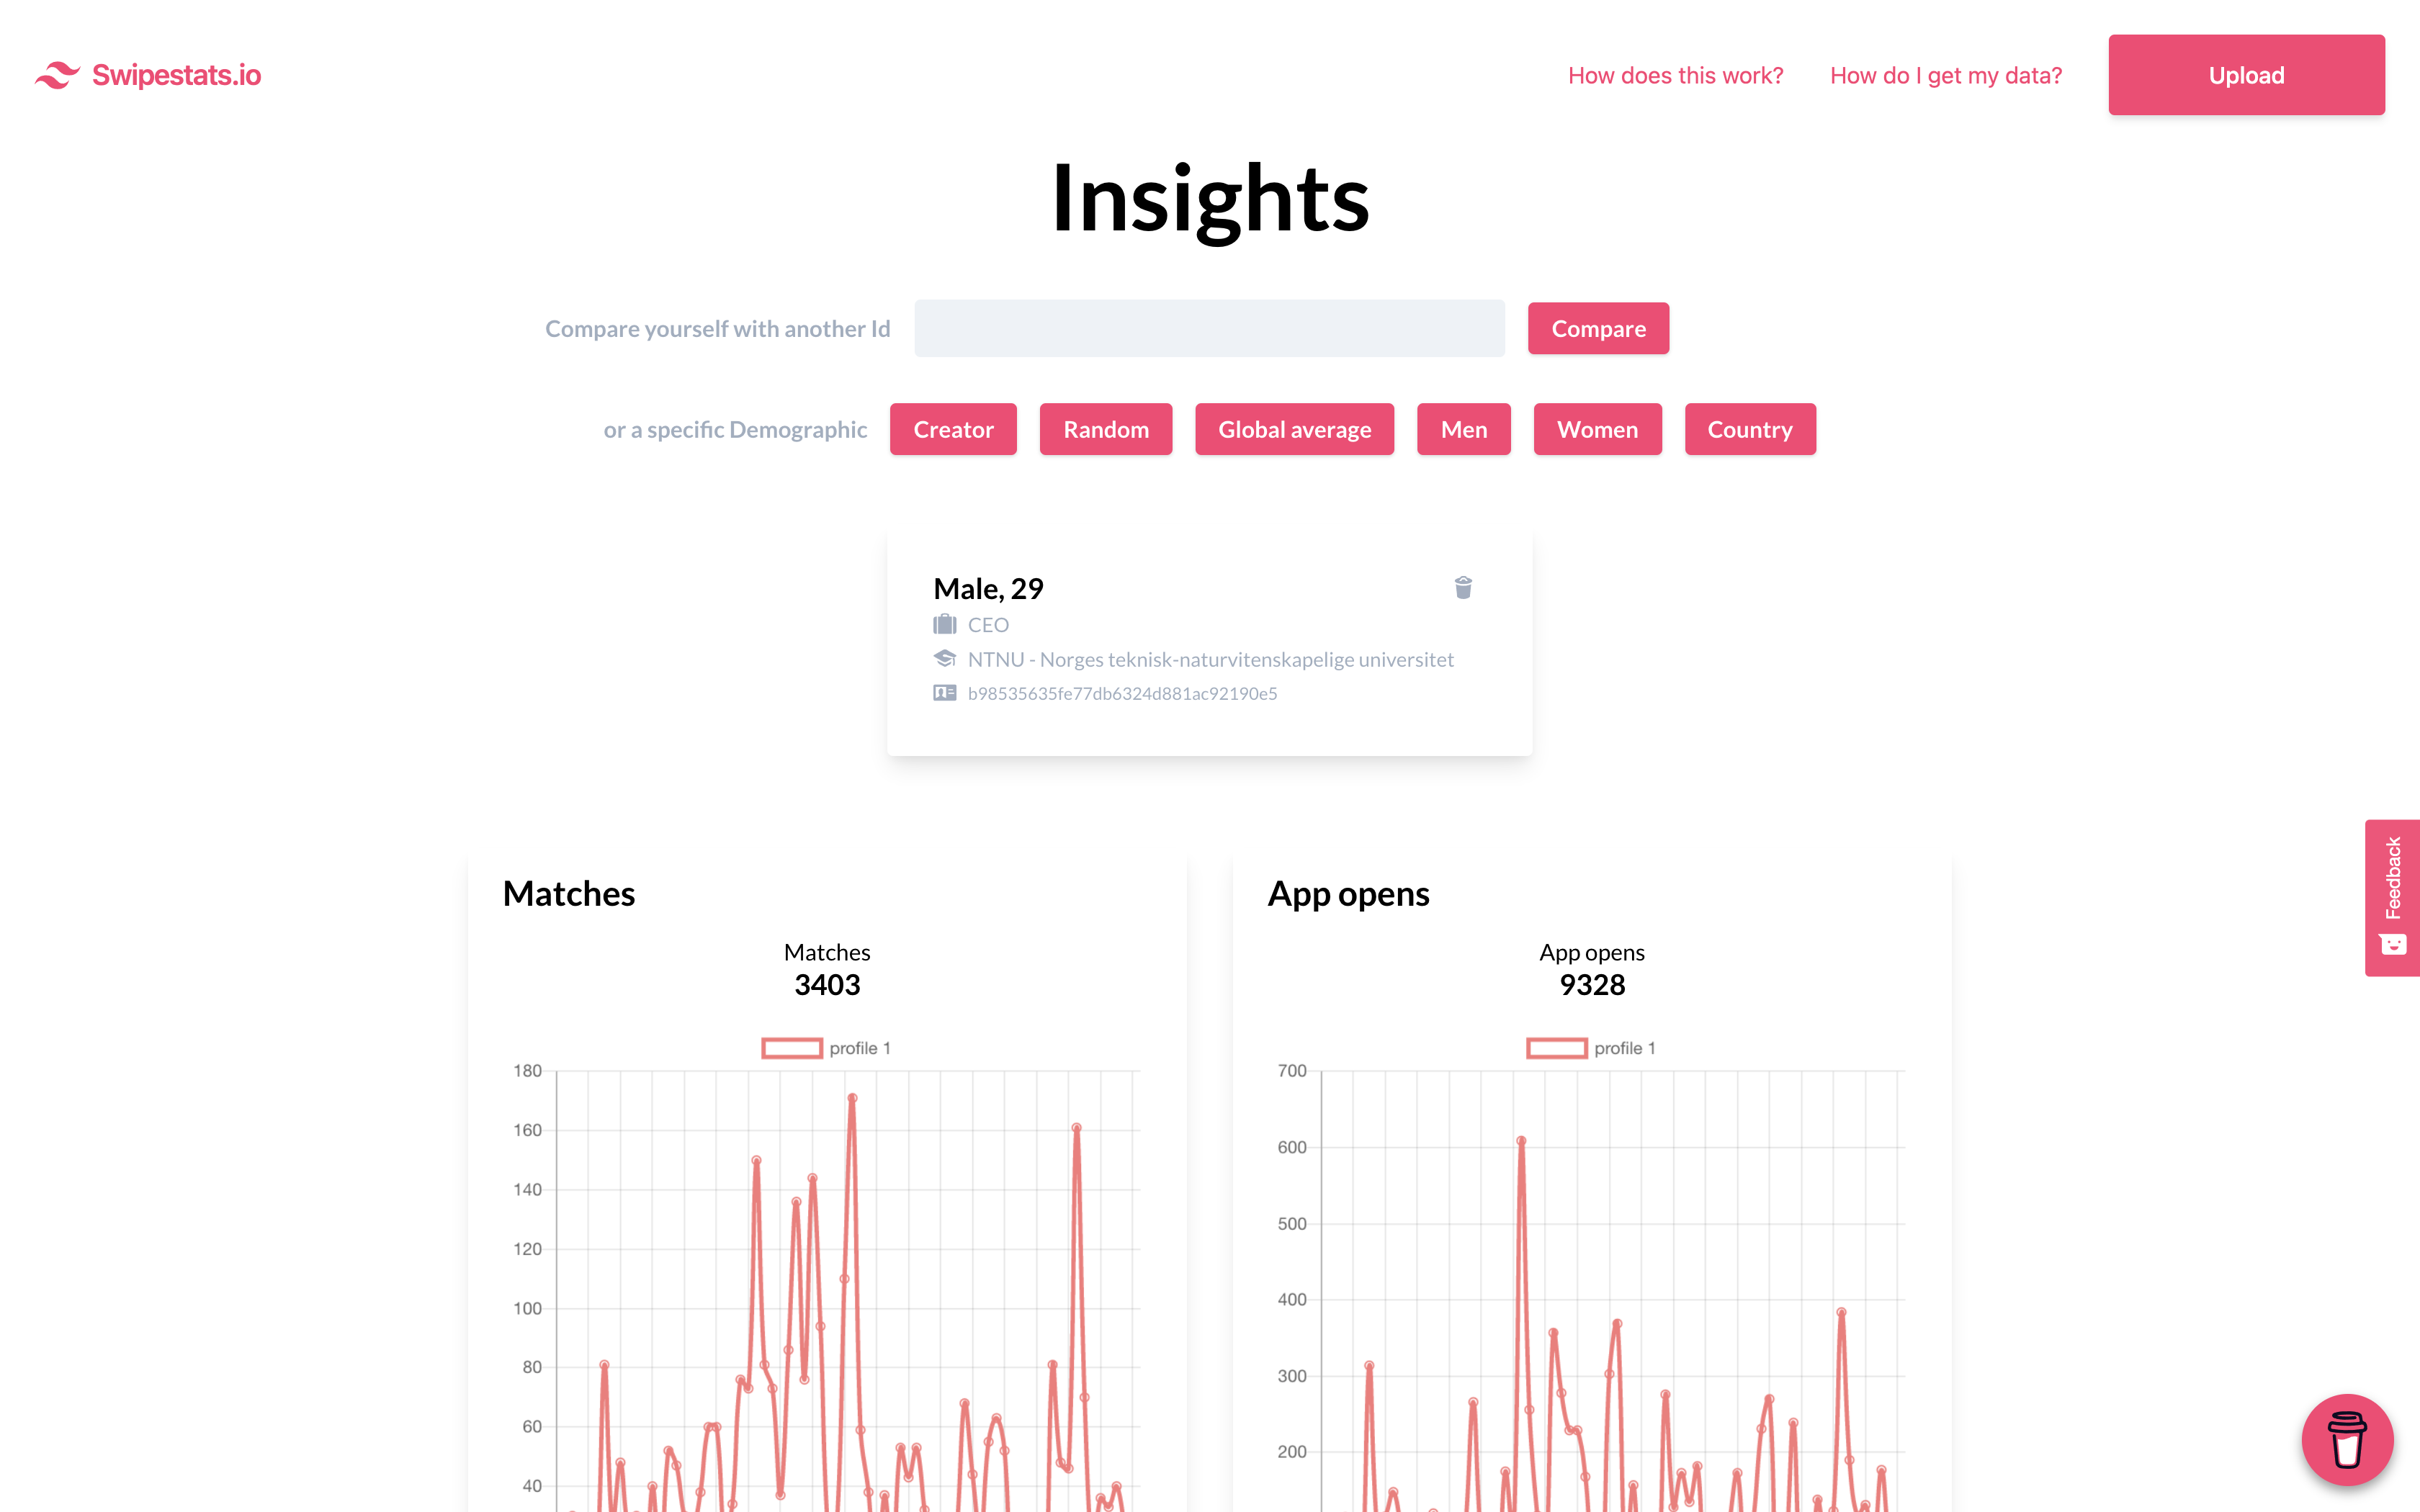 Swipestats.io
How does this work?
How do I get my data?
Upload
Insights
Compare yourself with another Id
Compare
or a specific Demographic
Creator
Random
Global average
Men
Women
Country
Male, 29
CEO
NTNU - Norges teknisk-naturvitenskapelige universitet
b98535635fe77db6324d881ac92190e5
Feedback
Matches
Matches
3403
profile 1
180
160
140
120
100
80
60
40
App opens
App opens
9328
profile 1
700
600
500
400
300
200